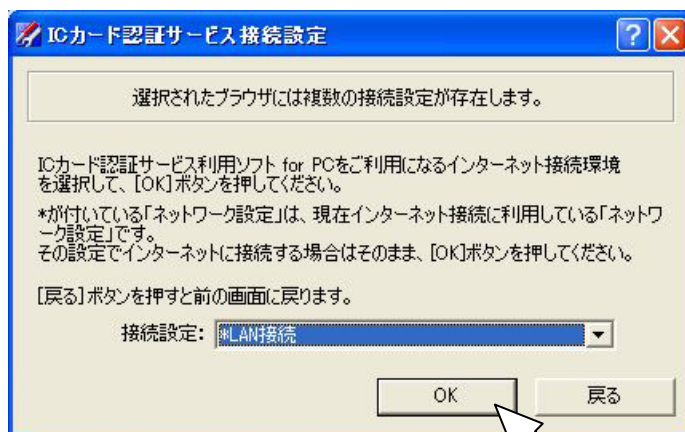 ICカード認証サービス接続設定
選択されたブラウザには複数の接続設定が存在します。
ICカード認証サービス利用ソフト for PCをご利用になるインターネット接続環境
を選択して、[OK]ボタンを押してください。
*が付いている「ネットワーク設定」は、現在インターネット接続に利用している「ネットワ
ーク設定」です。
その設定でインターネットに接続する場合はそのまま、[OK]ボタンを押してください。
[戻る]ボタンを押すと前の画面に戻ります。
接続設定: *LAN接続
OK 戻る